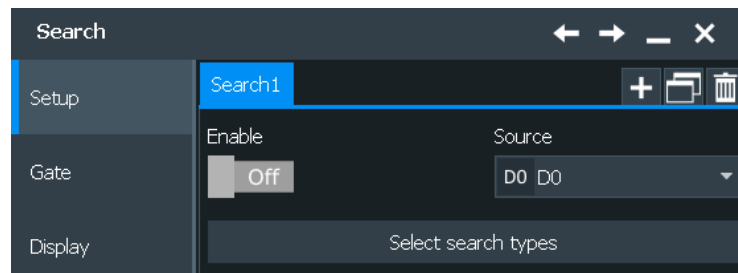 Search
Setup
Search1
Enable
Source
Off
D0 D0
Gate
Select search types
Display